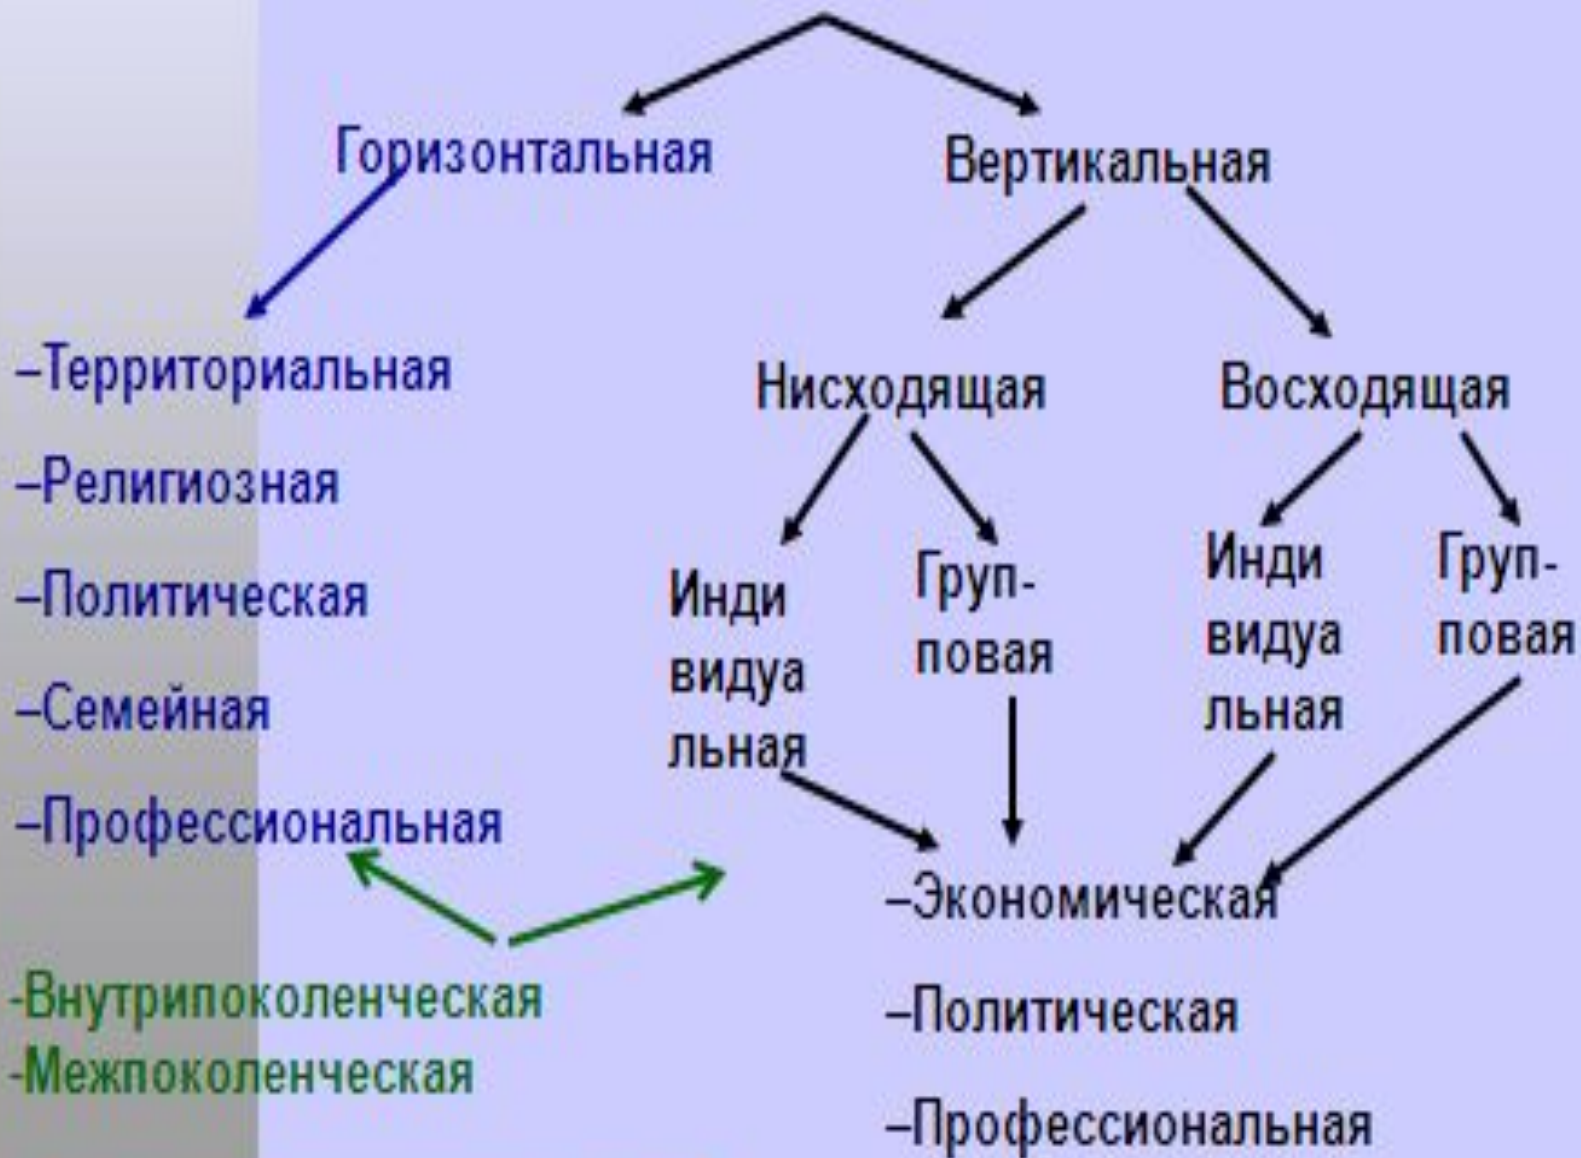 Горизонтальная
Вертикальная
–Территориальная
–Религиозная
–Политическая
–Семейная
–Профессиональная
Нисходящая
Восходящая
Инди
видуа
льная
Груп-
повая
Инди
видуа
льная
Груп-
повая
–Экономическая
–Политическая
–Профессиональная
-Внутрипоколенческая
-Межпоколенческая